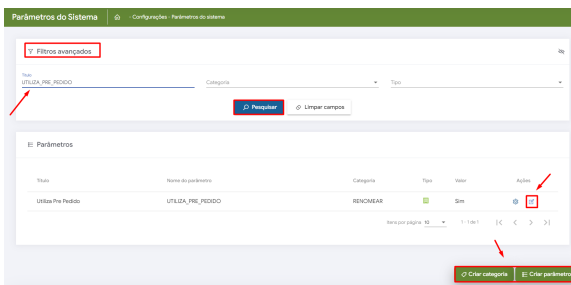 Parâmetros do Sistema - Configurações - Parâmetros do sistema
Filtros avançados
Título
UTILIZA_PRE_PEDIDO Categoria Tipo
Pesquisar Limpar campos
Parâmetros
Título Nome do parâmetro Categoria Tipo Valor Ações
Utiliza Pre Pedido UTILIZA_PRE_PEDIDO RENOMEAR Sim
Itens por página 10 1 - 1 de 1
Criar categoria Criar parâmetro